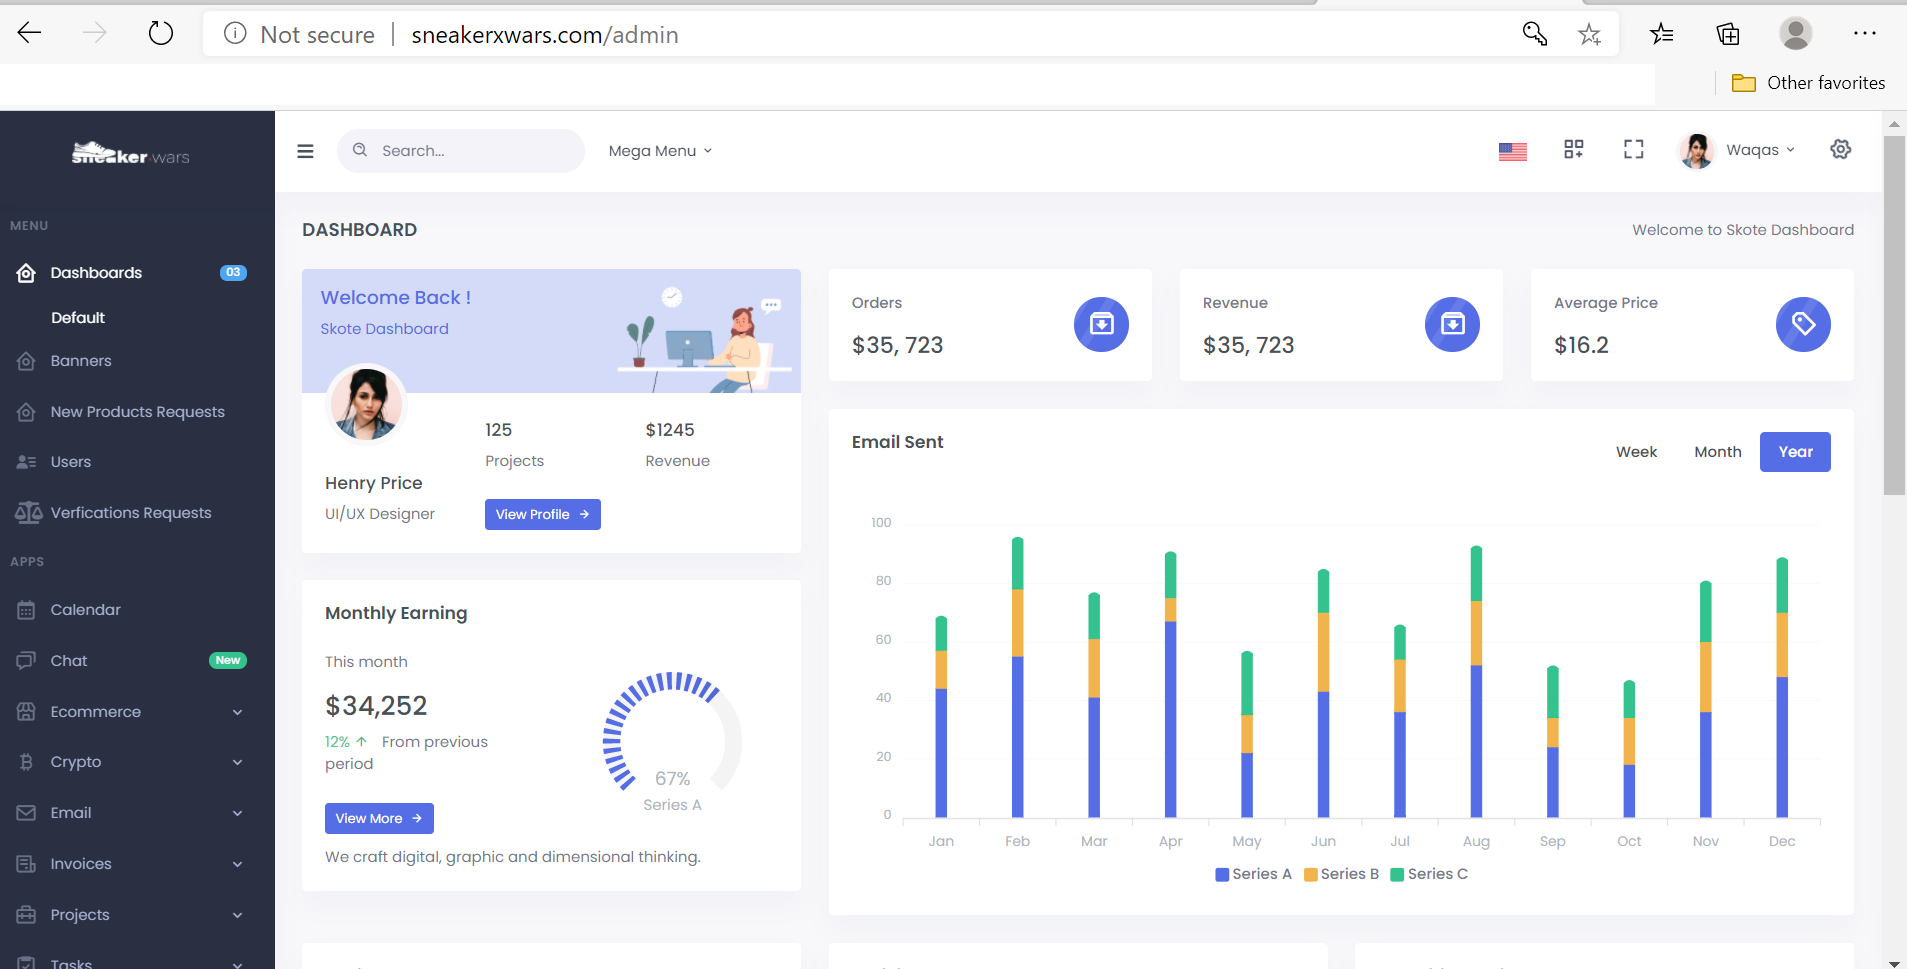 Not secure | sneakerxwars.com/admin
Other favorites
sneaker wars
Search...
Mega Menu
Waqas
MENU
Dashboards 03
Default
Banners
New Products Requests
Users
Verfications Requests
APPS
Calendar
Chat New
Ecommerce
Crypto
Email
Invoices
Projects
Tasks
DASHBOARD
Welcome to Skote Dashboard
Welcome Back !
Skote Dashboard
125
Projects
$1245
Revenue
Henry Price
UI/UX Designer
View Profile →
Orders
$35, 723
Revenue
$35, 723
Average Price
$16.2
Monthly Earning
This month
$34,252
12% ↑ From previous
period
67%
Series A
View More →
We craft digital, graphic and dimensional thinking.
Email Sent
Week Month Year
100
80
60
40
20
0
Jan Feb Mar Apr May Jun Jul Aug Sep Oct Nov Dec
Series A Series B Series C